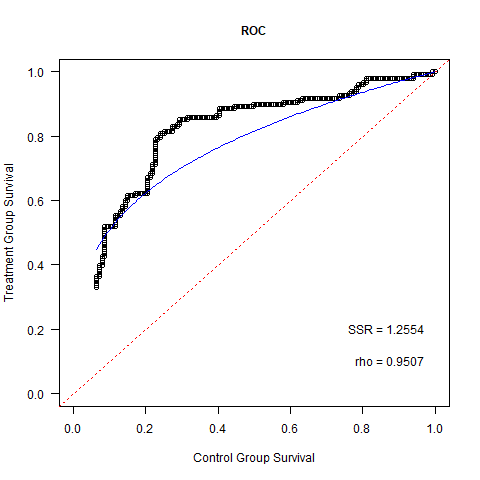 ROC
1.0
0.8
0.6
0.4
0.2
0.0
Treatment Group Survival
SSR = 1.2554
rho = 0.9507
0.0 0.2 0.4 0.6 0.8 1.0
Control Group Survival